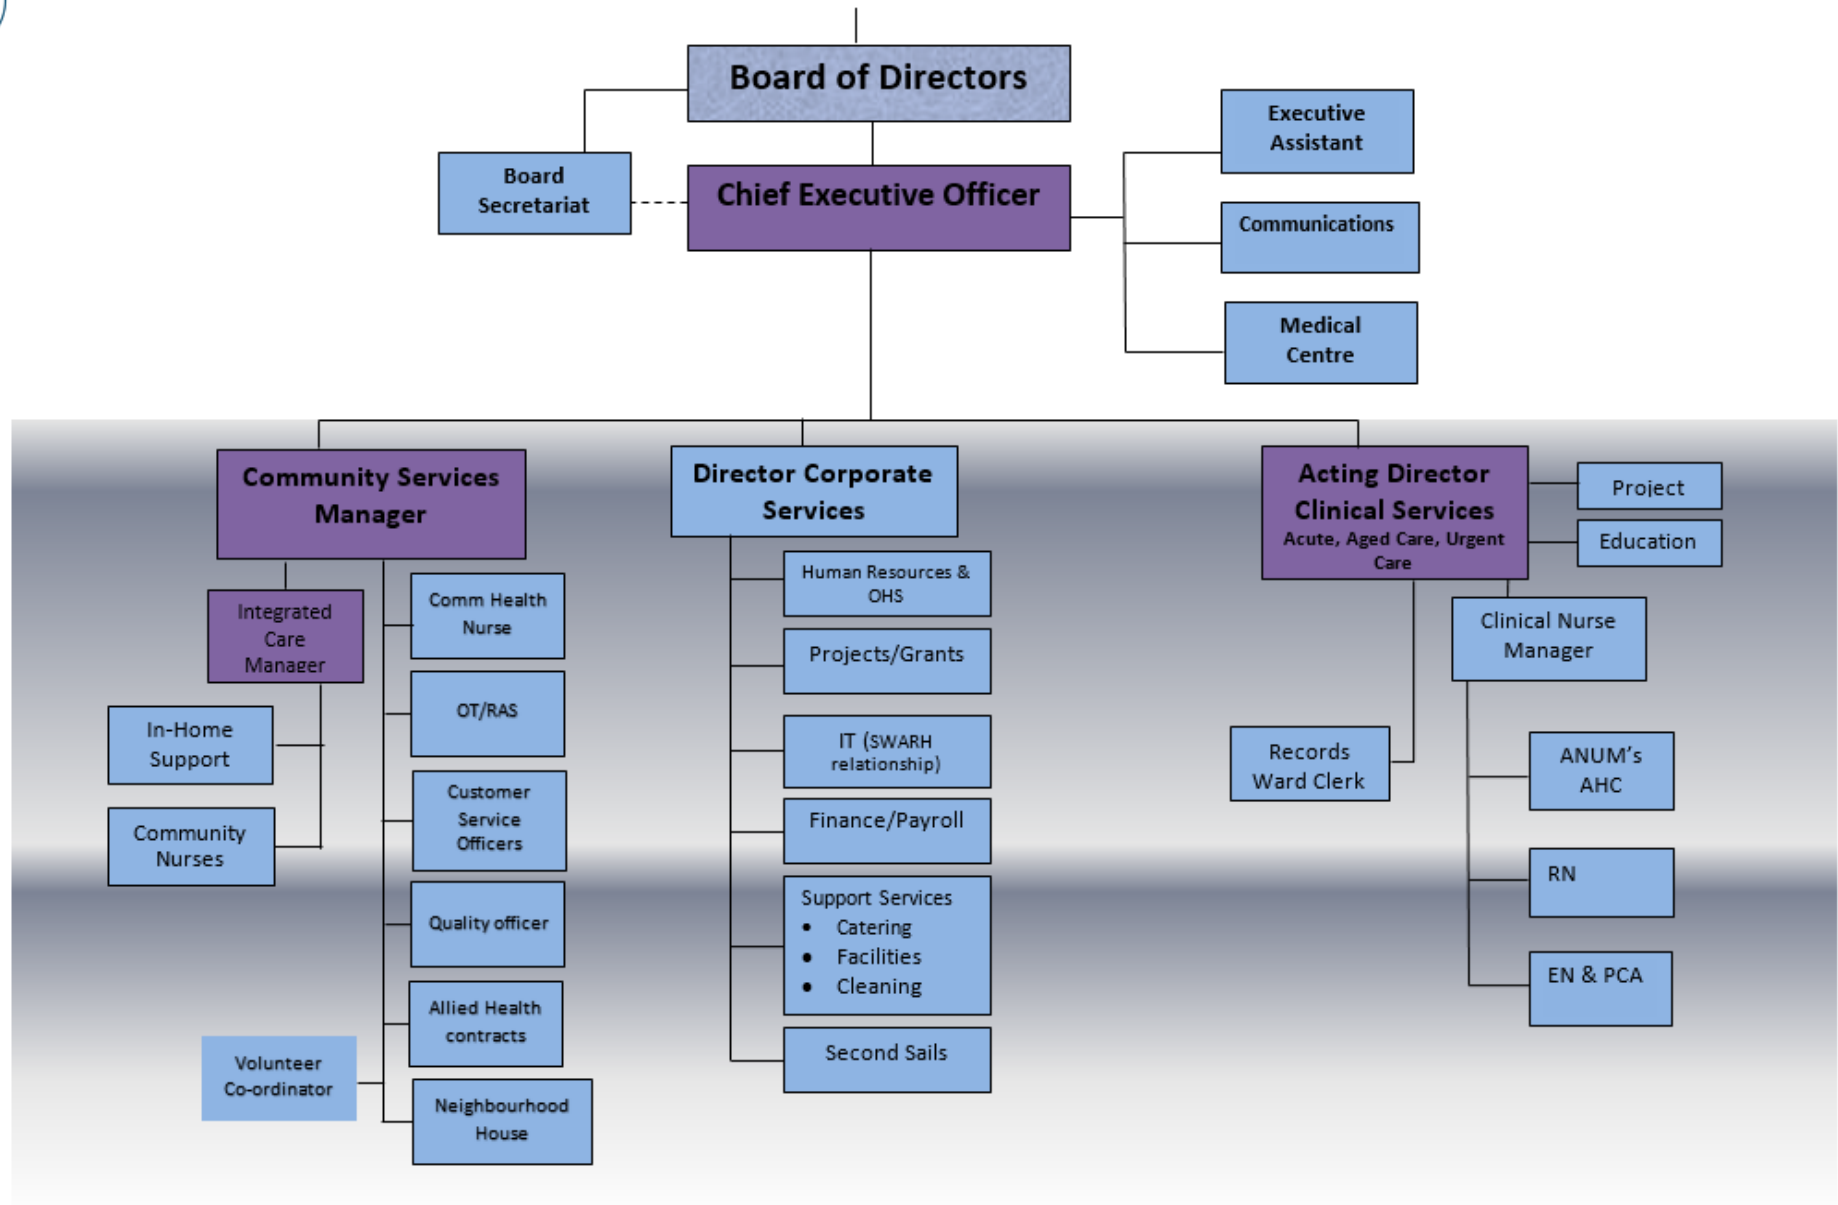 Board of Directors
Executive
Assistant
Board
Secretariat
Chief Executive Officer
Communications
Medical
Centre
Community Services
Manager
Director Corporate
Services
Acting Director
Clinical Services
Acute, Aged Care, Urgent
Care
Project
Education
Integrated
Care
Manager
In-Home
Support
Community
Nurses
Comm Health
Nurse
OT/RAS
Customer
Service
Officers
Quality officer
Allied Health
contracts
Volunteer
Co-ordinator
Neighbourhood
House
Human Resources &
OHS
Projects/Grants
IT (SWARH
relationship)
Finance/Payroll
Support Services
• Catering
• Facilities
• Cleaning
Second Sails
Clinical Nurse
Manager
Records
Ward Clerk
ANUM’s
AHC
RN
EN & PCA